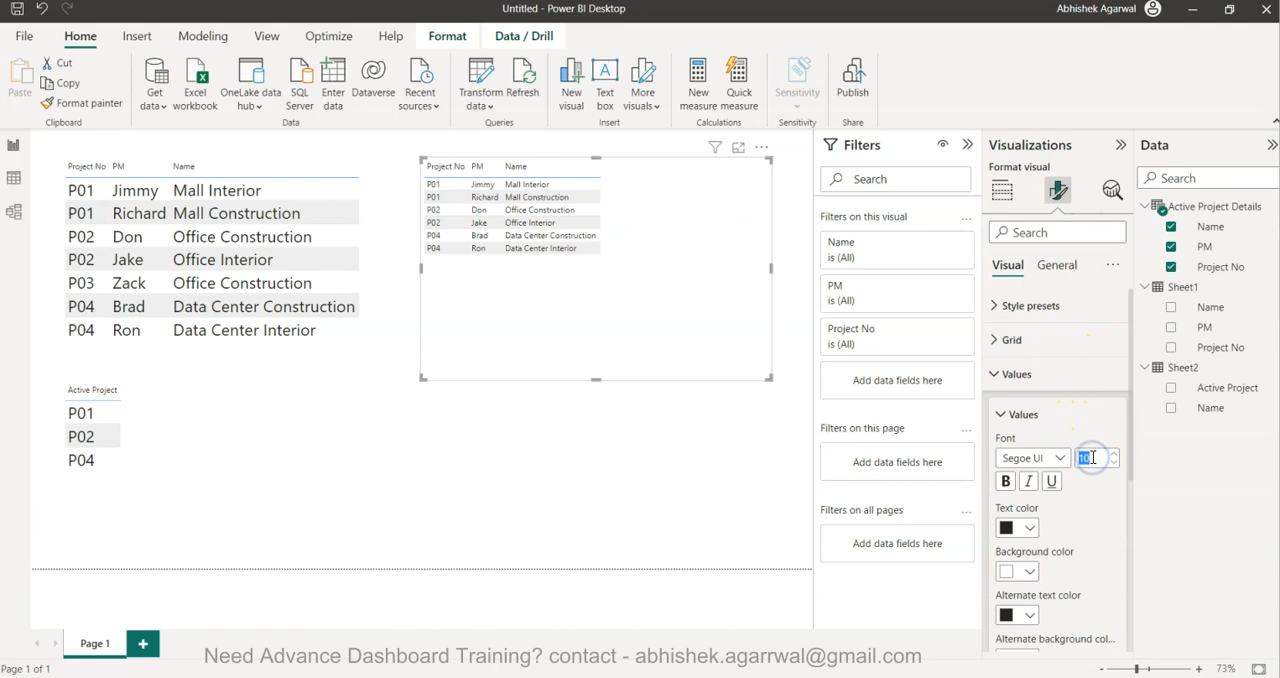 Untitled - Power BI Desktop
Abhishek Agarwal
File
Home
Insert
Modeling
View
Optimize
Help
Format
Data / Drill
Paste
Cut
Copy
Format painter
Clipboard
Get
data
Excel
workbook
OneLake data
hub
SQL
Server
Enter
data
Dataverse
Recent
sources
Data
Transform
data
Refresh
Queries
New
visual
Text
box
More
visuals
Insert
New
measure
Quick
measure
Calculations
Sensitivity
Sensitivity
Publish
Share
Project No PM Name
P01 Jimmy Mall Interior
P01 Richard Mall Construction
P02 Don Office Construction
P02 Jake Office Interior
P03 Zack Office Construction
P04 Brad Data Center Construction
P04 Ron Data Center Interior
Active Project
P01
P02
P04
Project No PM Name
P01 Jimmy Mall Interior
P01 Richard Mall Construction
P02 Don Office Construction
P02 Jake Office Interior
P04 Brad Data Center Construction
P04 Ron Data Center Interior
Filters
Search
Filters on this visual
Name
is (All)
PM
is (All)
Project No
is (All)
Add data fields here
Filters on this page
Add data fields here
Filters on all pages
Add data fields here
Visualizations
Format visual
Search
Visual
General
Style presets
Grid
Values
Values
Font
Segoe UI
10
B I U
Text color
Background color
Alternate text color
Alternate background col...
Data
Search
Active Project Details
Name
PM
Project No
Sheet1
Name
PM
Project No
Sheet2
Active Project
Name
Page 1
Need Advance Dashboard Training? contact - abhishek.agarrwal@gmail.com
Page 1 of 1
73%